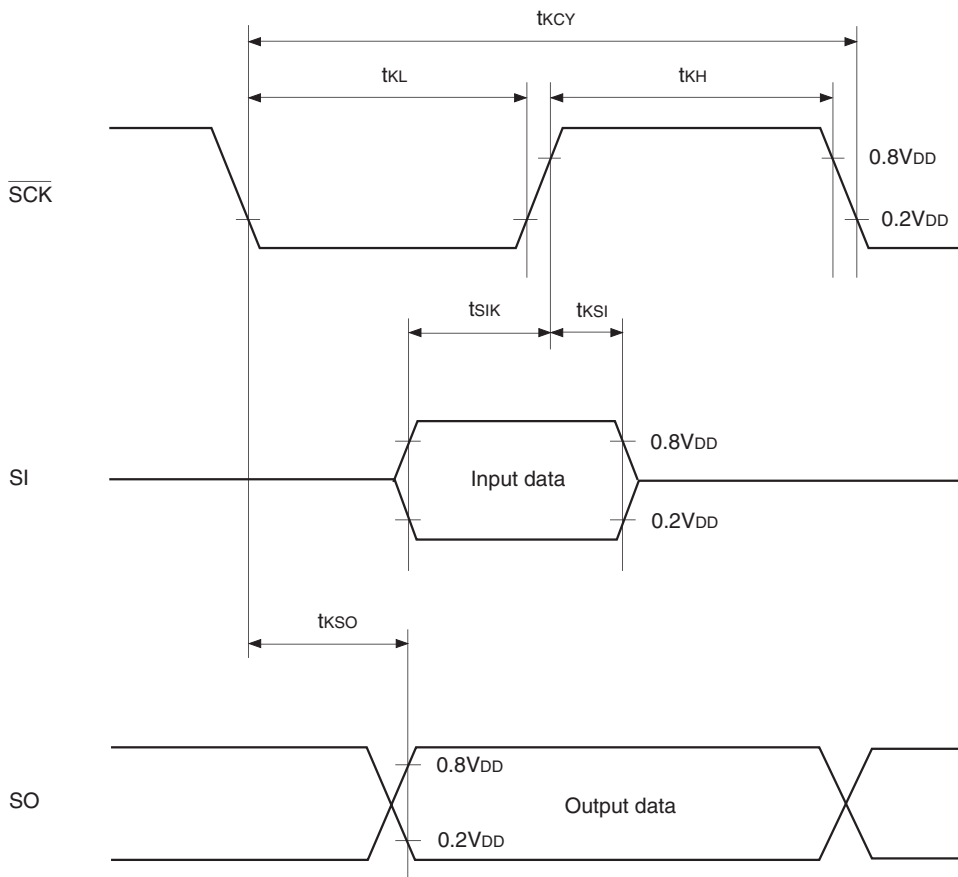 tKCY
tKL
tKH
0.8VDD
SCK
0.2VDD
tSIK
tKSI
0.8VDD
SI
Input data
0.2VDD
tKSO
0.8VDD
SO
Output data
0.2VDD